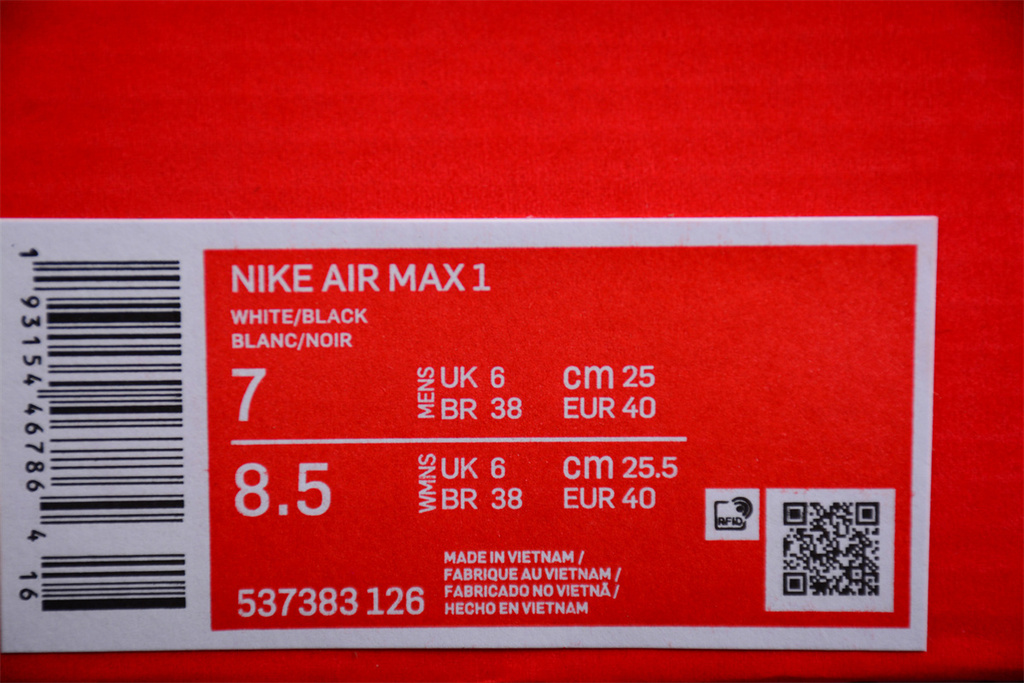 NIKE AIR MAX 1
WHITE/BLACK
BLANC/NOIR
7
MENS
UK 6
cm 25
BR 38
EUR 40
8.5
WMNS
UK 6
cm 25.5
BR 38
EUR 40
RFID
MADE IN VIETNAM /
FABRIQUE AU VIETNAM /
FABRICADO NO VIETNÃ /
HECHO EN VIETNAM
537383 126
1 93154 46786 4 16